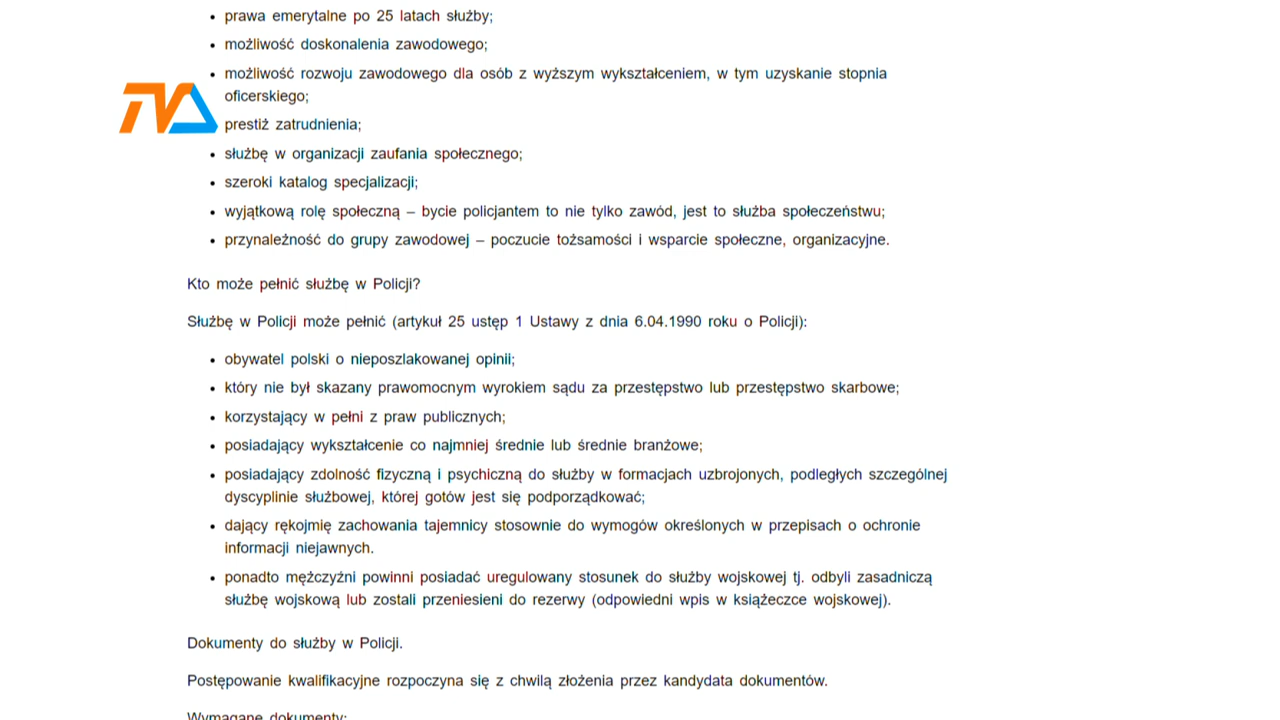 prawa emerytalne po 25 latach służby;
możliwość doskonalenia zawodowego;
możliwość rozwoju zawodowego dla osób z wyższym wykształceniem, w tym uzyskanie stopnia
oficerskiego;
TVA
prestiż zatrudnienia;
służbę w organizacji zaufania społecznego;
szeroki katalog specjalizacji;
wyjątkową rolę społeczną – bycie policjantem to nie tylko zawód, jest to służba społeczeństwu;
przynależność do grupy zawodowej – poczucie tożsamości i wsparcie społeczne, organizacyjne.
Kto może pełnić służbę w Policji?
Służbę w Policji może pełnić (artykuł 25 ustęp 1 Ustawy z dnia 6.04.1990 roku o Policji):
obywatel polski o nieposzlakowanej opinii;
który nie był skazany prawomocnym wyrokiem sądu za przestępstwo lub przestępstwo skarbowe;
korzystający w pełni z praw publicznych;
posiadający wykształcenie co najmniej średnie lub średnie branżowe;
posiadający zdolność fizyczną i psychiczną do służby w formacjach uzbrojonych, podległych szczególnej
dyscyplinie służbowej, której gotów jest się podporządkować;
dający rękojmię zachowania tajemnicy stosownie do wymogów określonych w przepisach o ochronie
informacji niejawnych.
ponadto mężczyźni powinni posiadać uregulowany stosunek do służby wojskowej tj. odbyli zasadniczą
służbę wojskową lub zostali przeniesieni do rezerwy (odpowiedni wpis w książeczce wojskowej).
Dokumenty do służby w Policji.
Postępowanie kwalifikacyjne rozpoczyna się z chwilą złożenia przez kandydata dokumentów.
Wymagane dokumenty: